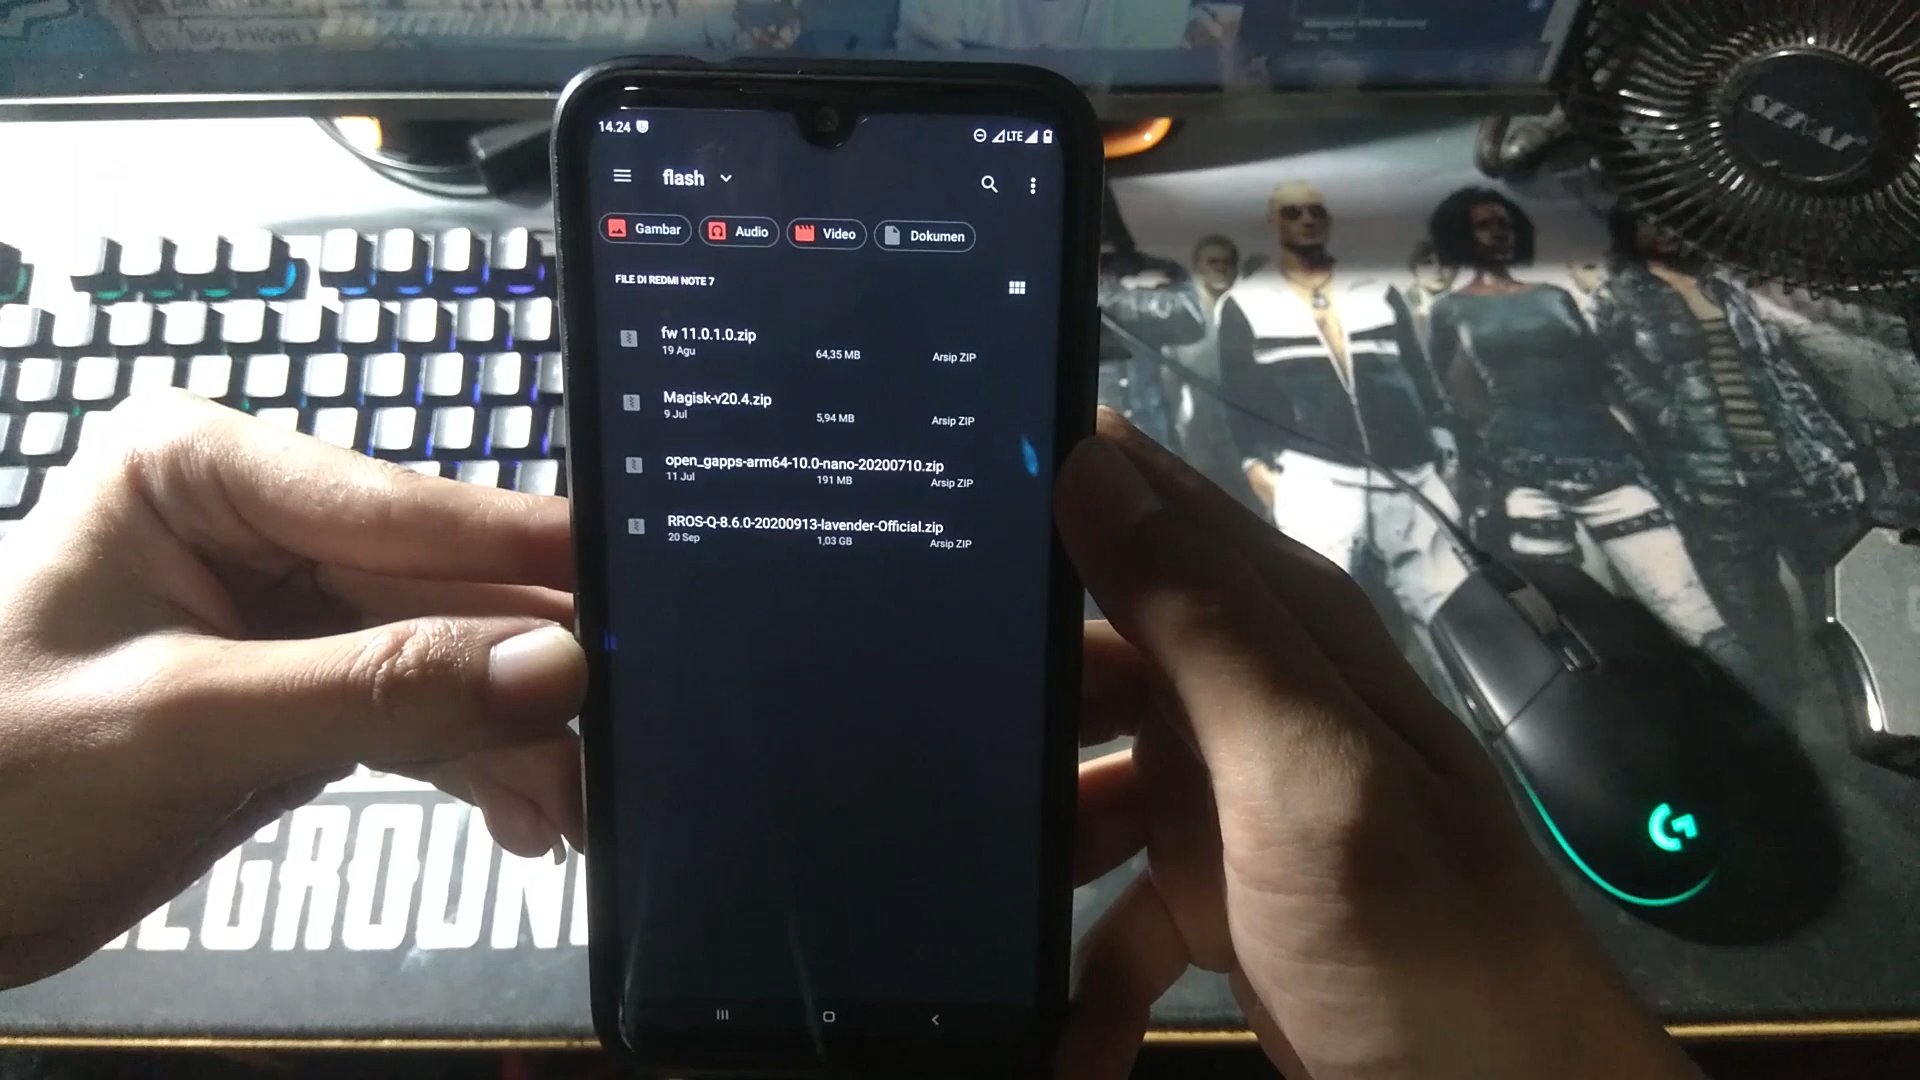 14.24
LTE
flash
Gambar
Audio
Video
Dokumen
FILE DI REDMI NOTE 7
fw 11.0.1.0.zip
19 Agu 64,35 MB Arsip ZIP
Magisk-v20.4.zip
9 Jul 5,94 MB Arsip ZIP
open_gapps-arm64-10.0-nano-20200710.zip
11 Jul 191 MB Arsip ZIP
RROS-Q-8.6.0-20200913-lavender-Official.zip
20 Sep 1,03 GB Arsip ZIP